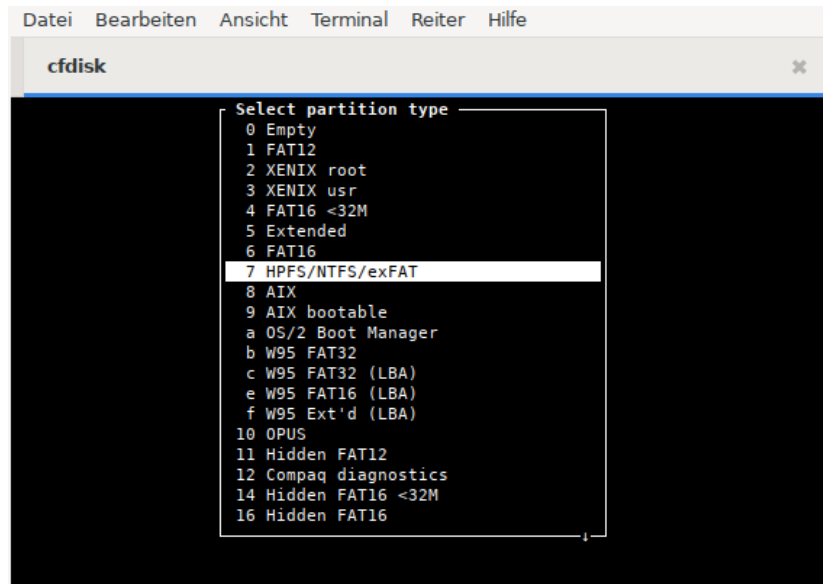 Datei Bearbeiten Ansicht Terminal Reiter Hilfe
cfdisk
Select partition type
0 Empty
1 FAT12
2 XENIX root
3 XENIX usr
4 FAT16 <32M
5 Extended
6 FAT16
7 HPFS/NTFS/exFAT
8 AIX
9 AIX bootable
a OS/2 Boot Manager
b W95 FAT32
c W95 FAT32 (LBA)
e W95 FAT16 (LBA)
f W95 Ext'd (LBA)
10 OPUS
11 Hidden FAT12
12 Compaq diagnostics
14 Hidden FAT16 <32M
16 Hidden FAT16